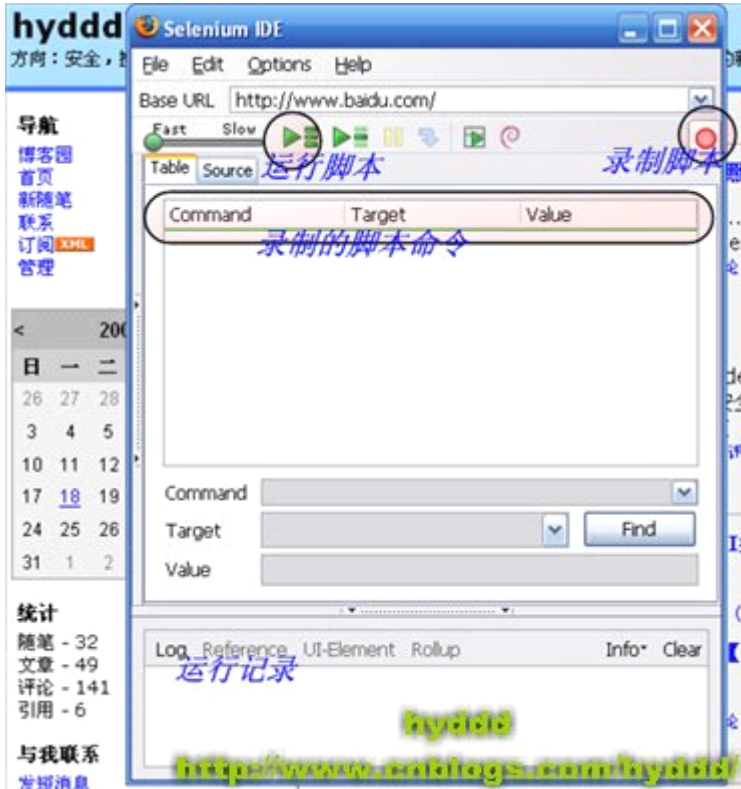 hyddd
方向：安全，
导航
博客园
首页
新随笔
联系
订阅 XML
管理
< 200
日 一 二
26 27 28
3 4 5
10 11 12
17 18 19
24 25 26
31 1 2
统计
随笔 - 32
文章 - 49
评论 - 141
引用 - 6
与我联系
发短消息
Selenium IDE
File Edit Options Help
Base URL http://www.baidu.com/
Fast Slow
Table Source 运行脚本 录制脚本
Command Target Value
录制的脚本命令
Command
Target Find
Value
Log Reference UI-Element Rollup Info Clear
运行记录
hyddd
http://www.cnblogs.com/hyddd/